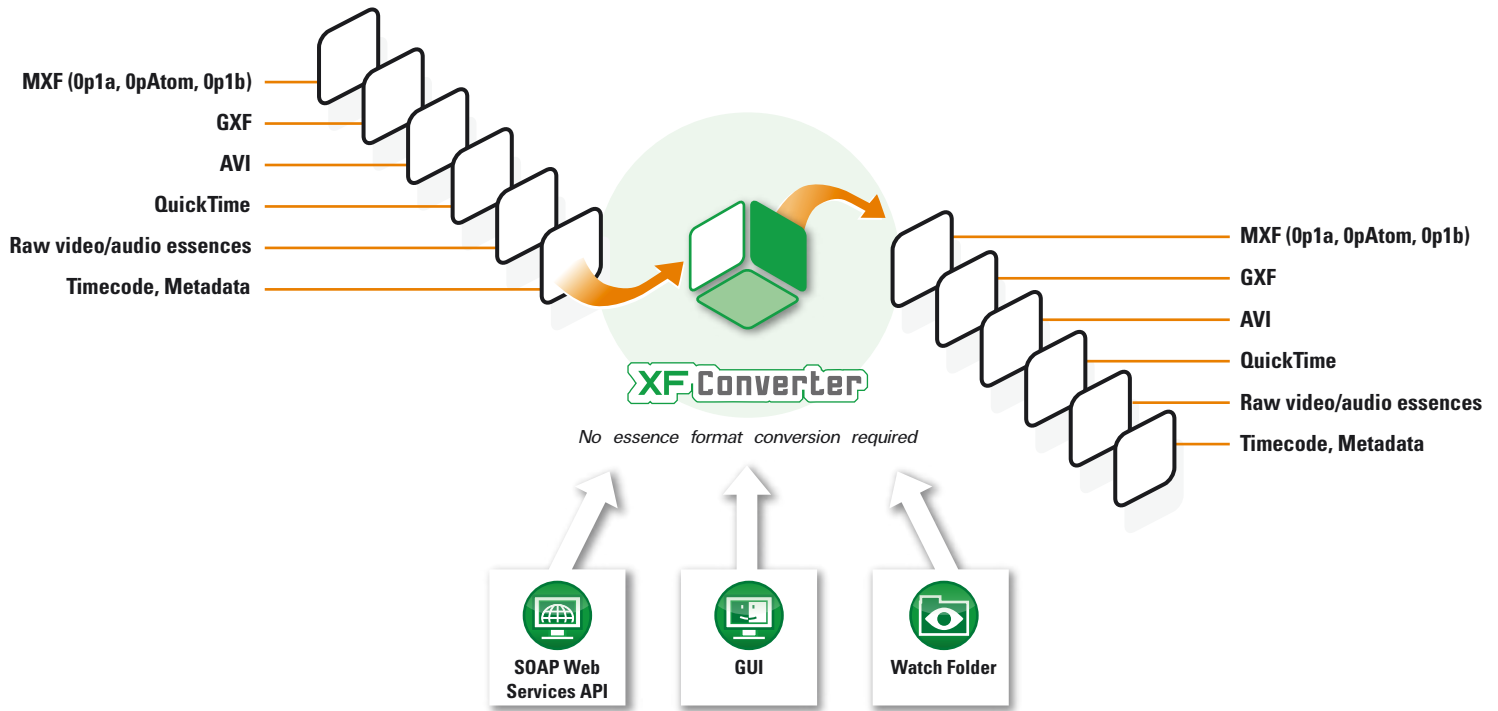 MXF (0p1a, 0pAtom, 0p1b)
GXF
AVI
QuickTime
Raw video/audio essences
Timecode, Metadata
XF Converter
No essence format conversion required
MXF (0p1a, 0pAtom, 0p1b)
GXF
AVI
QuickTime
Raw video/audio essences
Timecode, Metadata
SOAP Web
Services API
GUI
Watch Folder